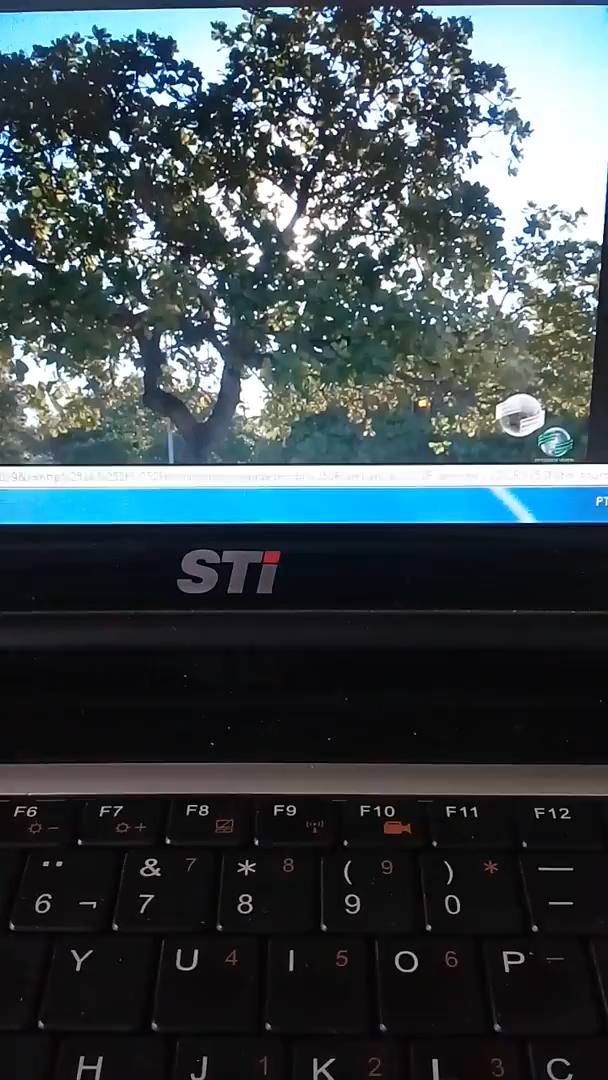 PT
STi
F6 F7 F8 F9 F10 F11 F12
¨ & 7 * 8 ( 9 ) * —
6 ¬ 7 8 9 0 —
Y U 4 I 5 O 6 P —
H J 1 K 2 L 3 Ç